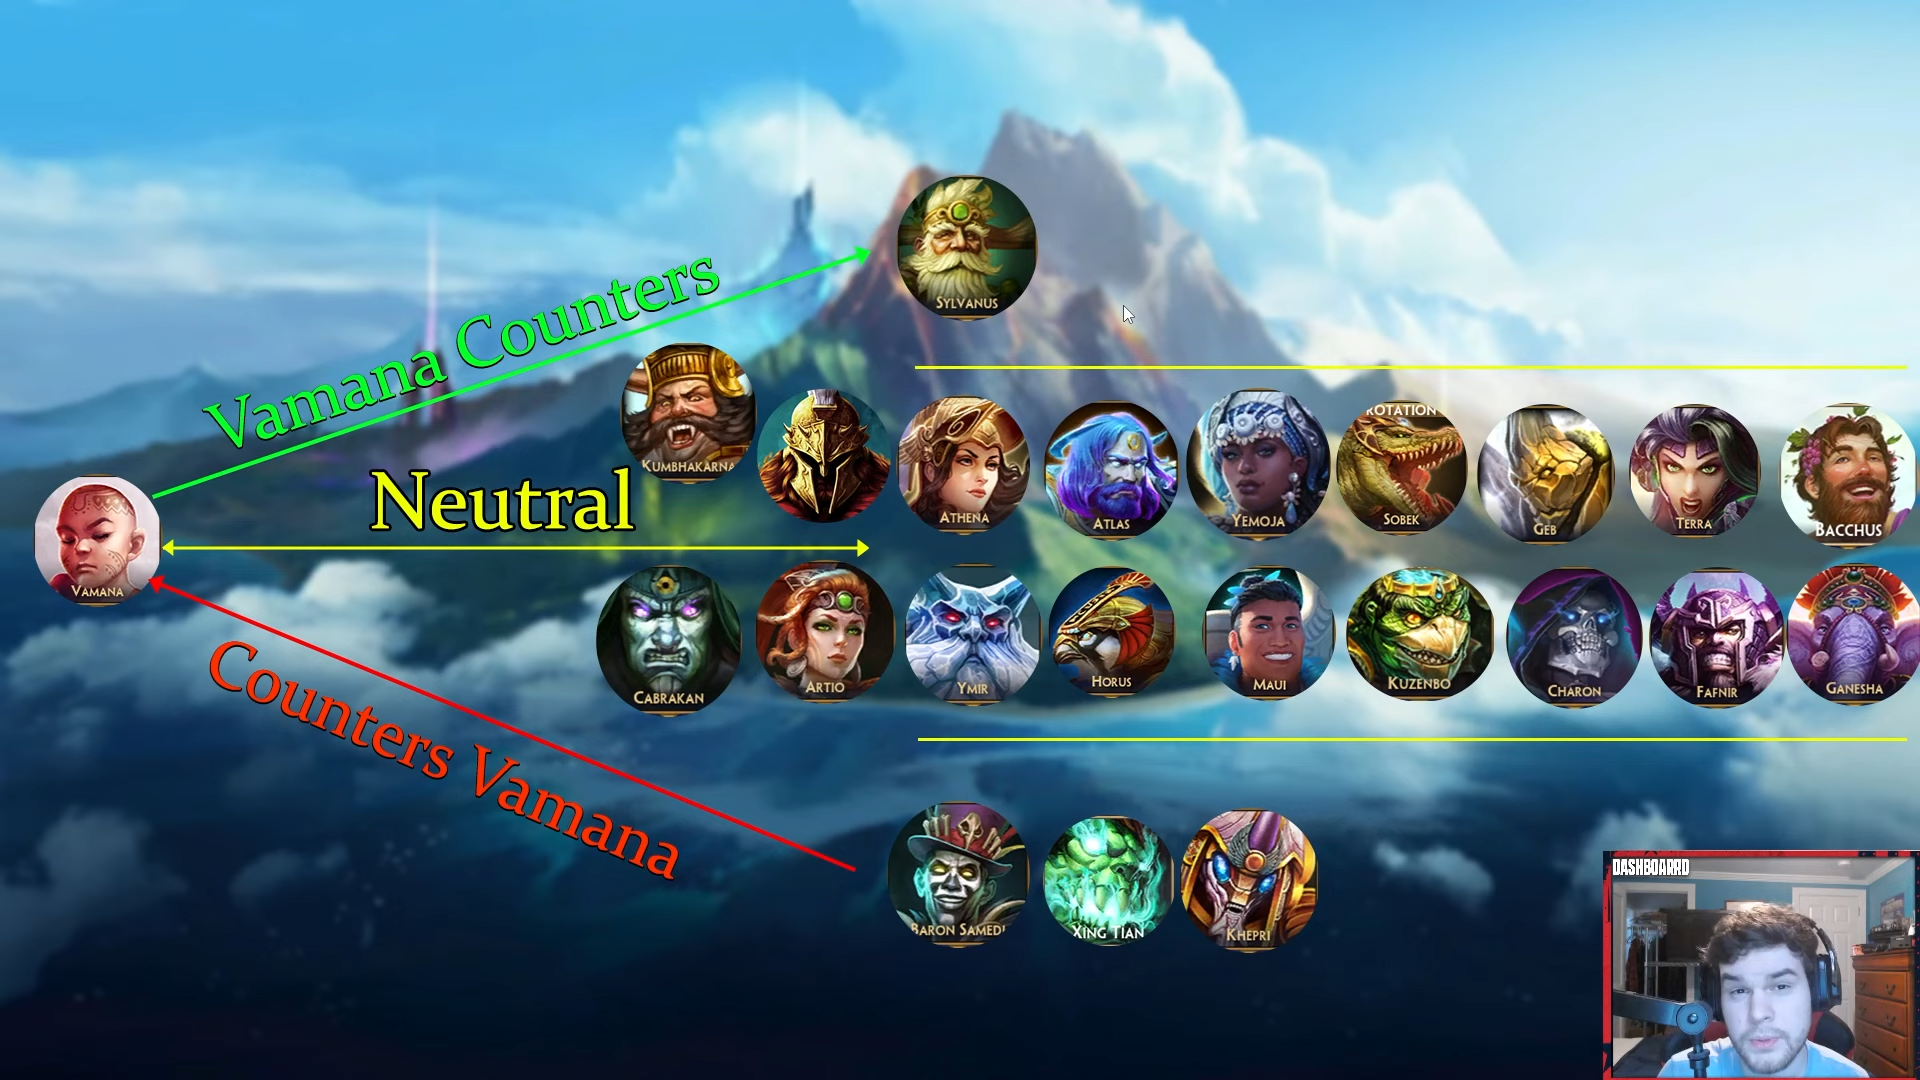 SYLVANUS
Vamana Counters
KUMBHAKARNA
ROTATION
ATHENA
ATLAS
YEMOJA
SOBEK
GEB
TERRA
BACCHUS
Neutral
VAMANA
CABRAKAN
ARTIO
YMIR
HORUS
MAUI
KUZENBO
CHARON
FAFNIR
GANESHA
Counters Vamana
BARON SAMEDI
XING TIAN
KHEPRI
DASHBOARRD